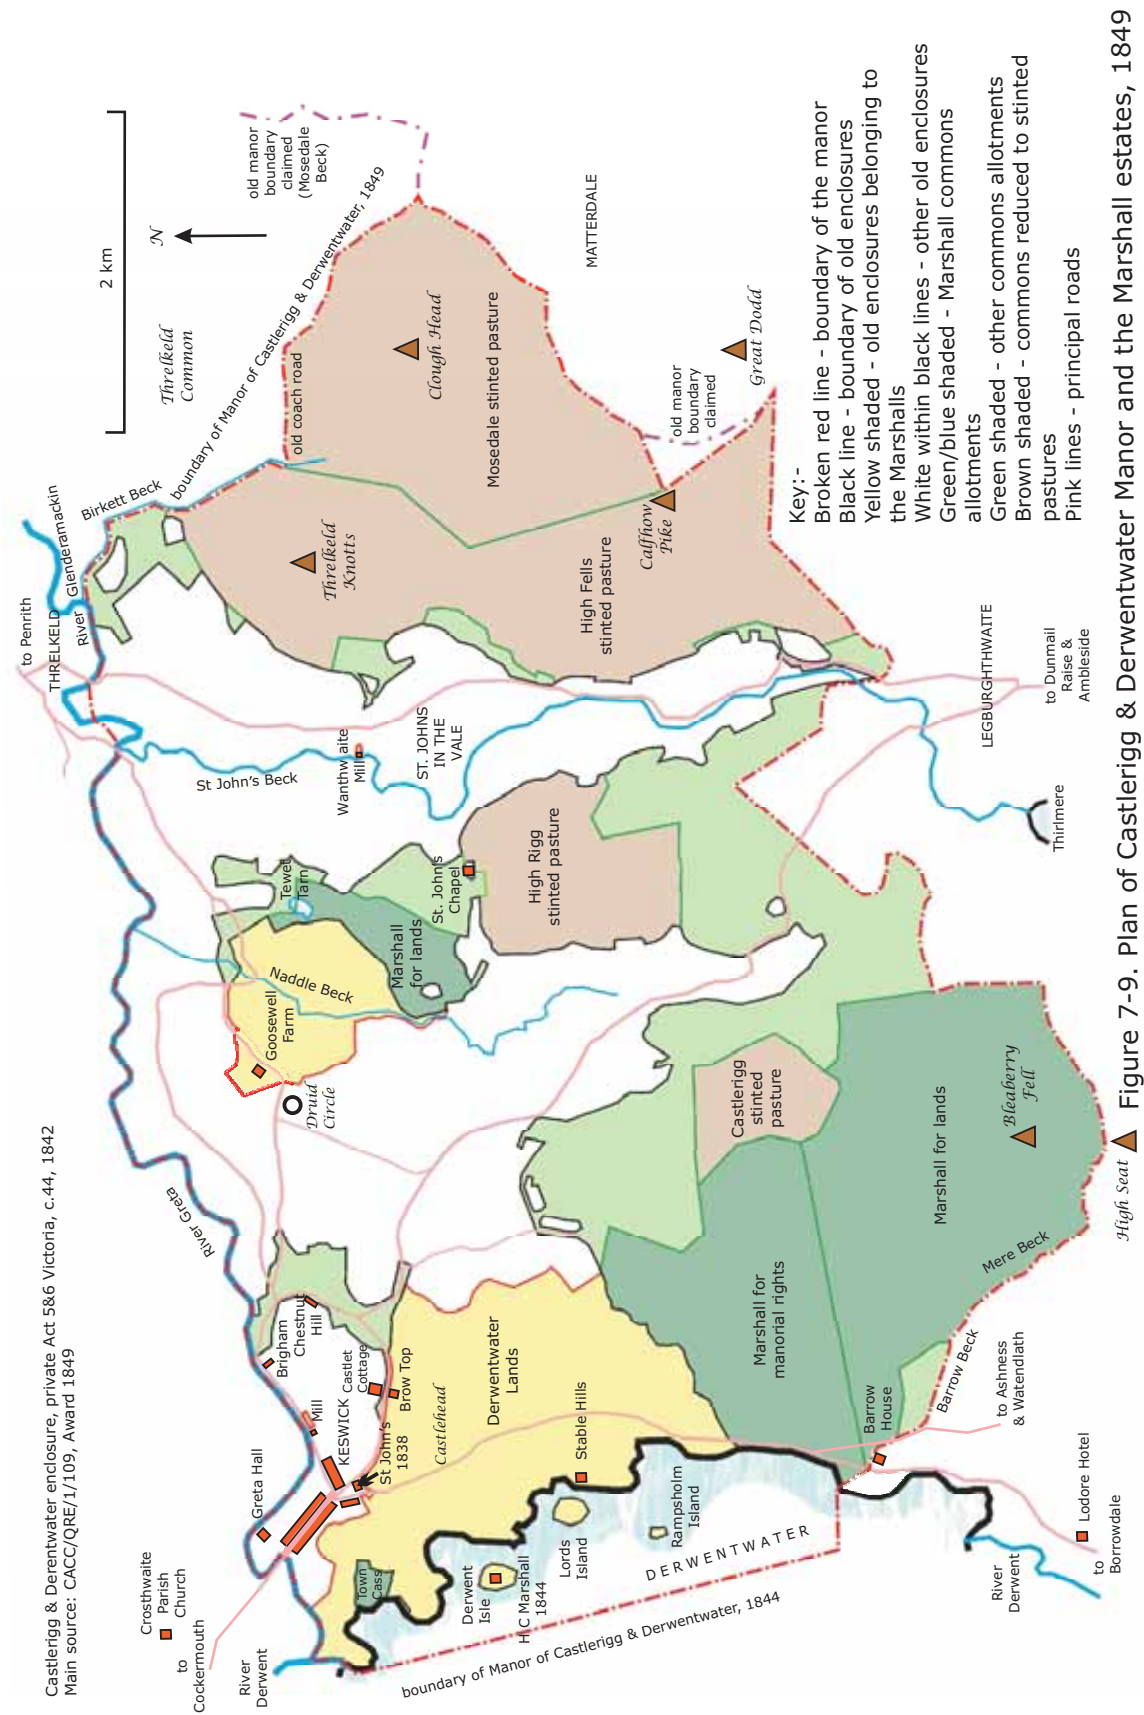 Castlerigg & Derentwater enclosure, private Act 5&6 Victoria, c.44, 1842
Main source: CACC/QRE/1/109, Award 1849
2 km
N
Threlkeld
Common
old manor
boundary
claimed
(Mosedale
Beck)
boundary of Manor of Castlerigg & Derwentwater, 1849
old coach road
MATTERDALE
Clough Head
Mosedale stinted pasture
Great Dodd
old manor
boundary
claimed
Calfhow
Pike
Threlkeld
Knotts
High Fells
stinted pasture
Birkett Beck
River Glenderamackin
to Penrith
THRELKELD
St John's Beck
Wanthwaite
Mill
ST. JOHNS
IN THE
VALE
LEGBURGHTHWAITE
to Dunmail
Raise &
Ambleside
Thirlmere
High Rigg
stinted pasture
St. John's
Chapel
Tewet
Tarn
Marshall
for lands
Naddle Beck
Goosewell
Farm
Druid
Circle
River Greta
Castlerigg
stinted
pasture
Marshall for lands
Bleaberry
Fell
High Seat
Mere Beck
Marshall for
manorial rights
Barrow Beck
to Ashness
& Watendlath
Barrow
House
Lodore Hotel
to
Borrowdale
River
Derwent
Brigham
Chestnut
Hill
Castlet
Cottage
Brow Top
Mill
KESWICK
St John's
1838
Castlehead
Derwentwater
Lands
Stable Hills
Greta Hall
Crosthwaite
Parish
Church
to
Cockermouth
River
Derwent
Town
Cass
Derwent
Isle
H C Marshall
1844
Lords
Island
Rampsholm
Island
DERWENTWATER
boundary of Manor of Castlerigg & Derwentwater, 1844
Key:-
Broken red line - boundary of the manor
Black line - boundary of old enclosures
Yellow shaded - old enclosures belonging to
the Marshalls
White within black lines - other old enclosures
Green/blue shaded - Marshall commons
allotments
Green shaded - other commons allotments
Brown shaded - commons reduced to stinted
pastures
Pink lines - principal roads
Figure 7-9. Plan of Castlerigg & Derwentwater Manor and the Marshall estates, 1849